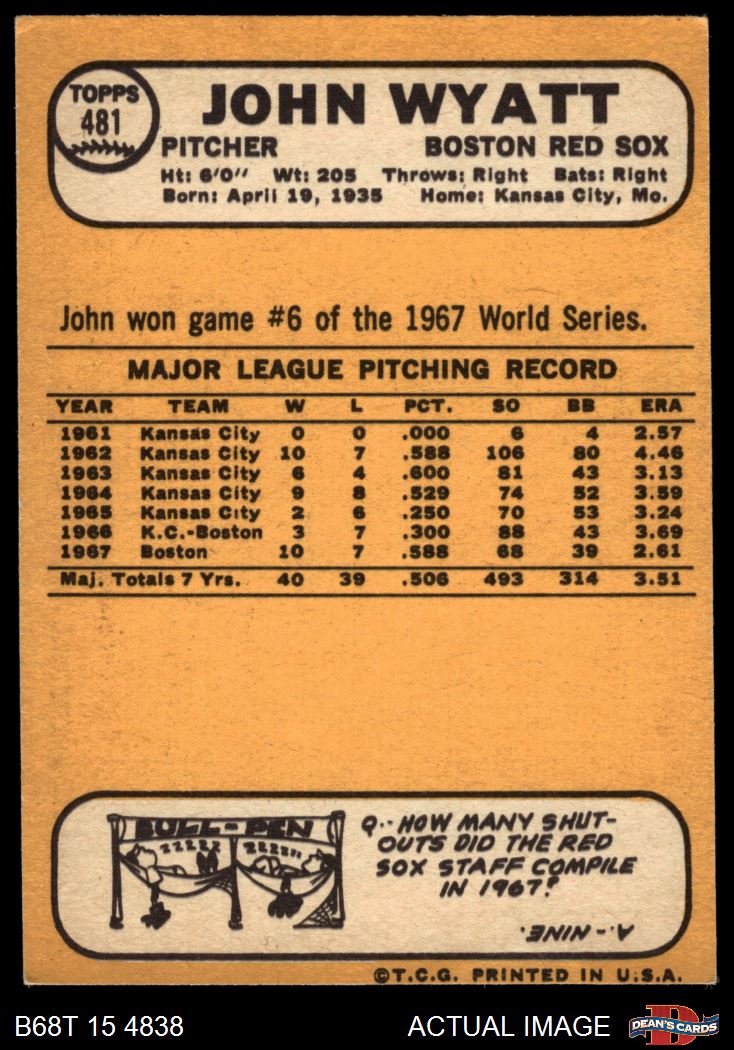 TOPPS
481
JOHN WYATT
PITCHER BOSTON RED SOX
Ht: 6'0" Wt: 205 Throws: Right Bats: Right
Born: April 19, 1935 Home: Kansas City, Mo.
John won game #6 of the 1967 World Series.
MAJOR LEAGUE PITCHING RECORD
YEAR TEAM W L PCT. SO BB ERA
1961 Kansas City 0 0 .000 6 4 2.57
1962 Kansas City 10 7 .588 106 80 4.46
1963 Kansas City 6 4 .600 81 43 3.13
1964 Kansas City 9 8 .529 74 52 3.59
1965 Kansas City 2 6 .250 70 53 3.24
1966 K.C.-Boston 3 7 .300 88 43 3.69
1967 Boston 10 7 .588 68 39 2.61
Maj. Totals 7 Yrs. 40 39 .506 493 314 3.51
BULL-PEN
ZZZZZ ZZZZZ
Q-- HOW MANY SHUT-
OUTS DID THE RED
SOX STAFF COMPILE
IN 1967?
A-- NINE.
©T.C.G. PRINTED IN U.S.A.
B68T 15 4838 ACTUAL IMAGE
D
DEAN'S CARDS